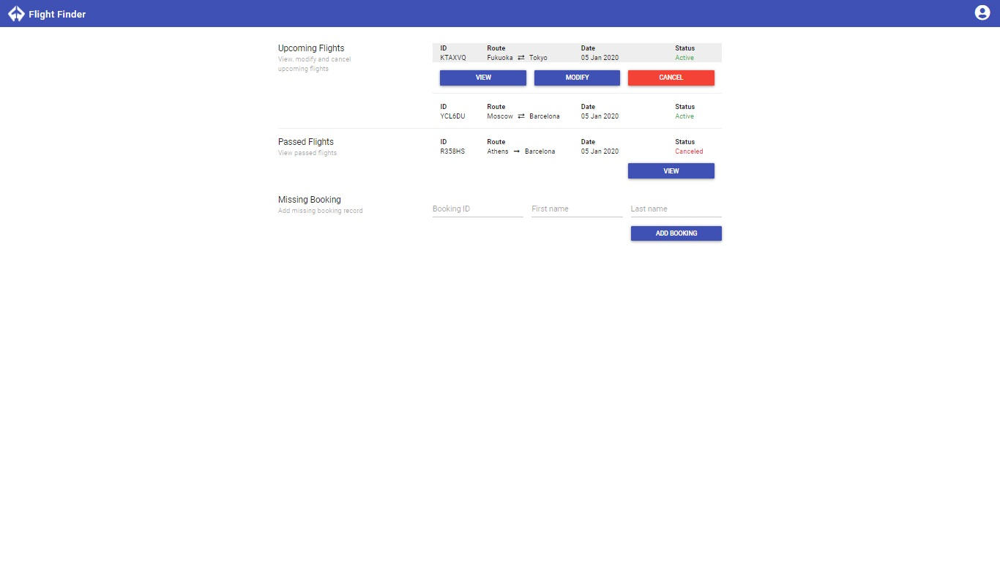 Flight Finder
Upcoming Flights
View, modify and cancel
upcoming flights
ID Route Date Status
KTAXVQ Fukuoka ⇄ Tokyo 05 Jan 2020 Active
VIEW MODIFY CANCEL
ID Route Date Status
YCL6DU Moscow ⇄ Barcelona 05 Jan 2020 Active
Passed Flights
View passed flights
ID Route Date Status
R358HS Athens → Barcelona 05 Jan 2020 Canceled
VIEW
Missing Booking
Add missing booking record
Booking ID First name Last name
ADD BOOKING